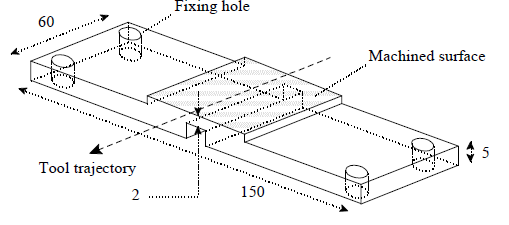 Fixing hole
60
Machined surface
5
Tool trajectory
2
150